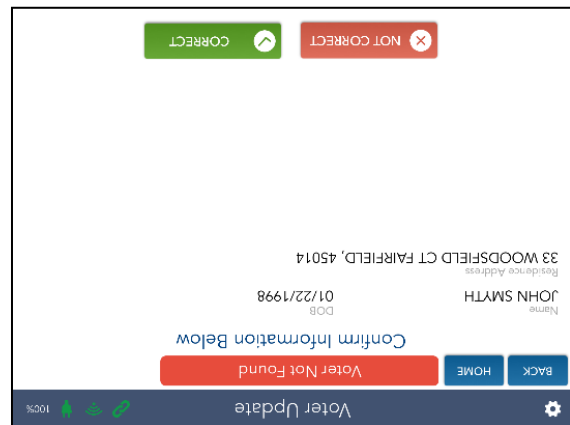 Voter Update 100%
BACK HOME Voter Not Found
Confirm Information Below
Name DOB
JOHN SMYTH 01/22/1998
Residence Address
33 WOODSFIELD CT FAIRFIELD, 45014
NOT CORRECT CORRECT